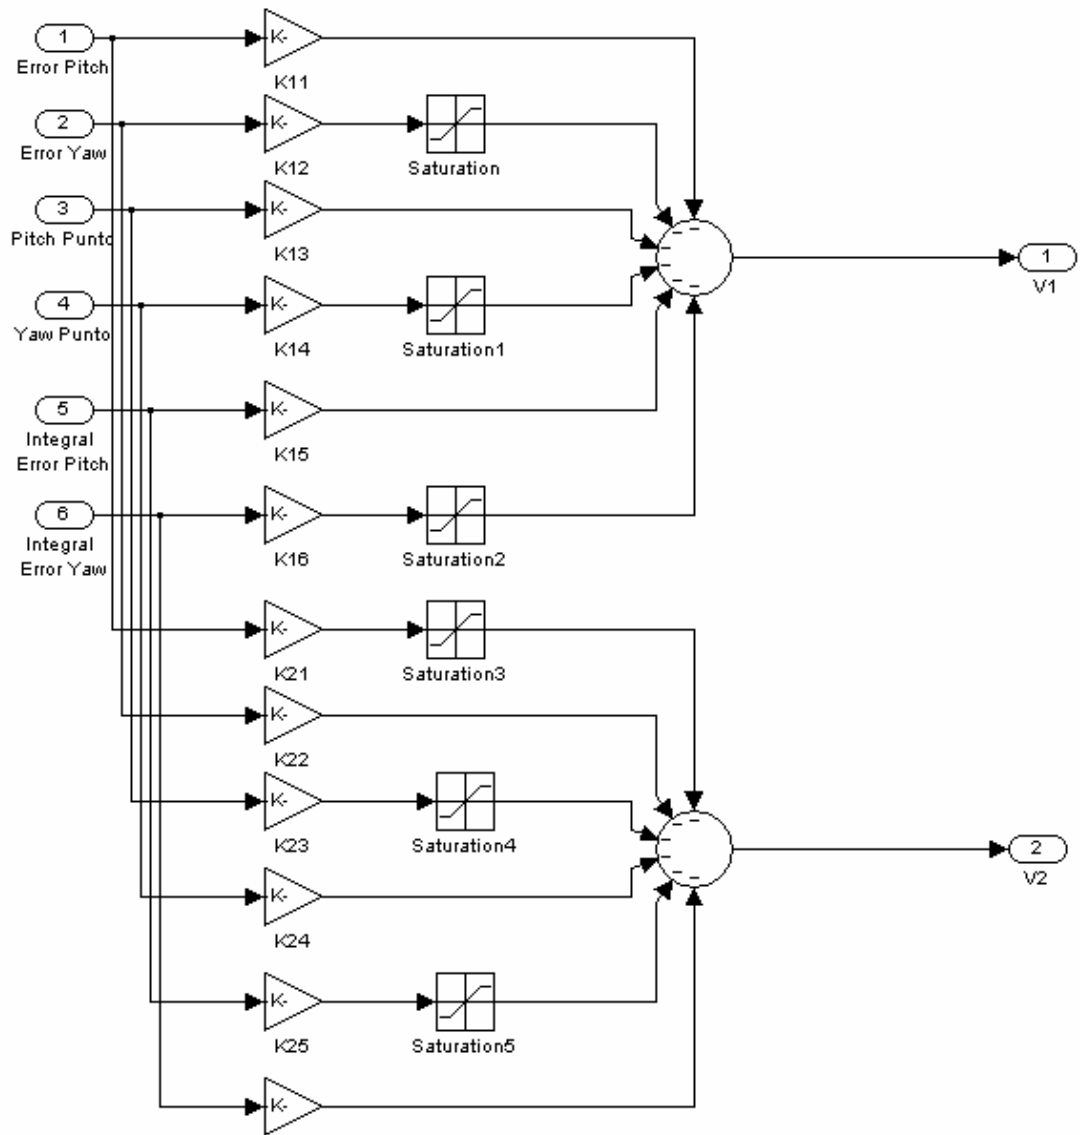 1
K-
Error Pitch
K11
2
K-
Error Yaw
K12
Saturation
3
K-
Pitch Punto
K13
1
V1
4
K-
Yaw Punto
K14
Saturation1
5
K-
Integral
Error Pitch
K15
6
K-
Integral
Error Yaw
K16
Saturation2
K-
K21
Saturation3
K-
K22
K-
K23
Saturation4
2
V2
K-
K24
K-
K25
Saturation5
K-